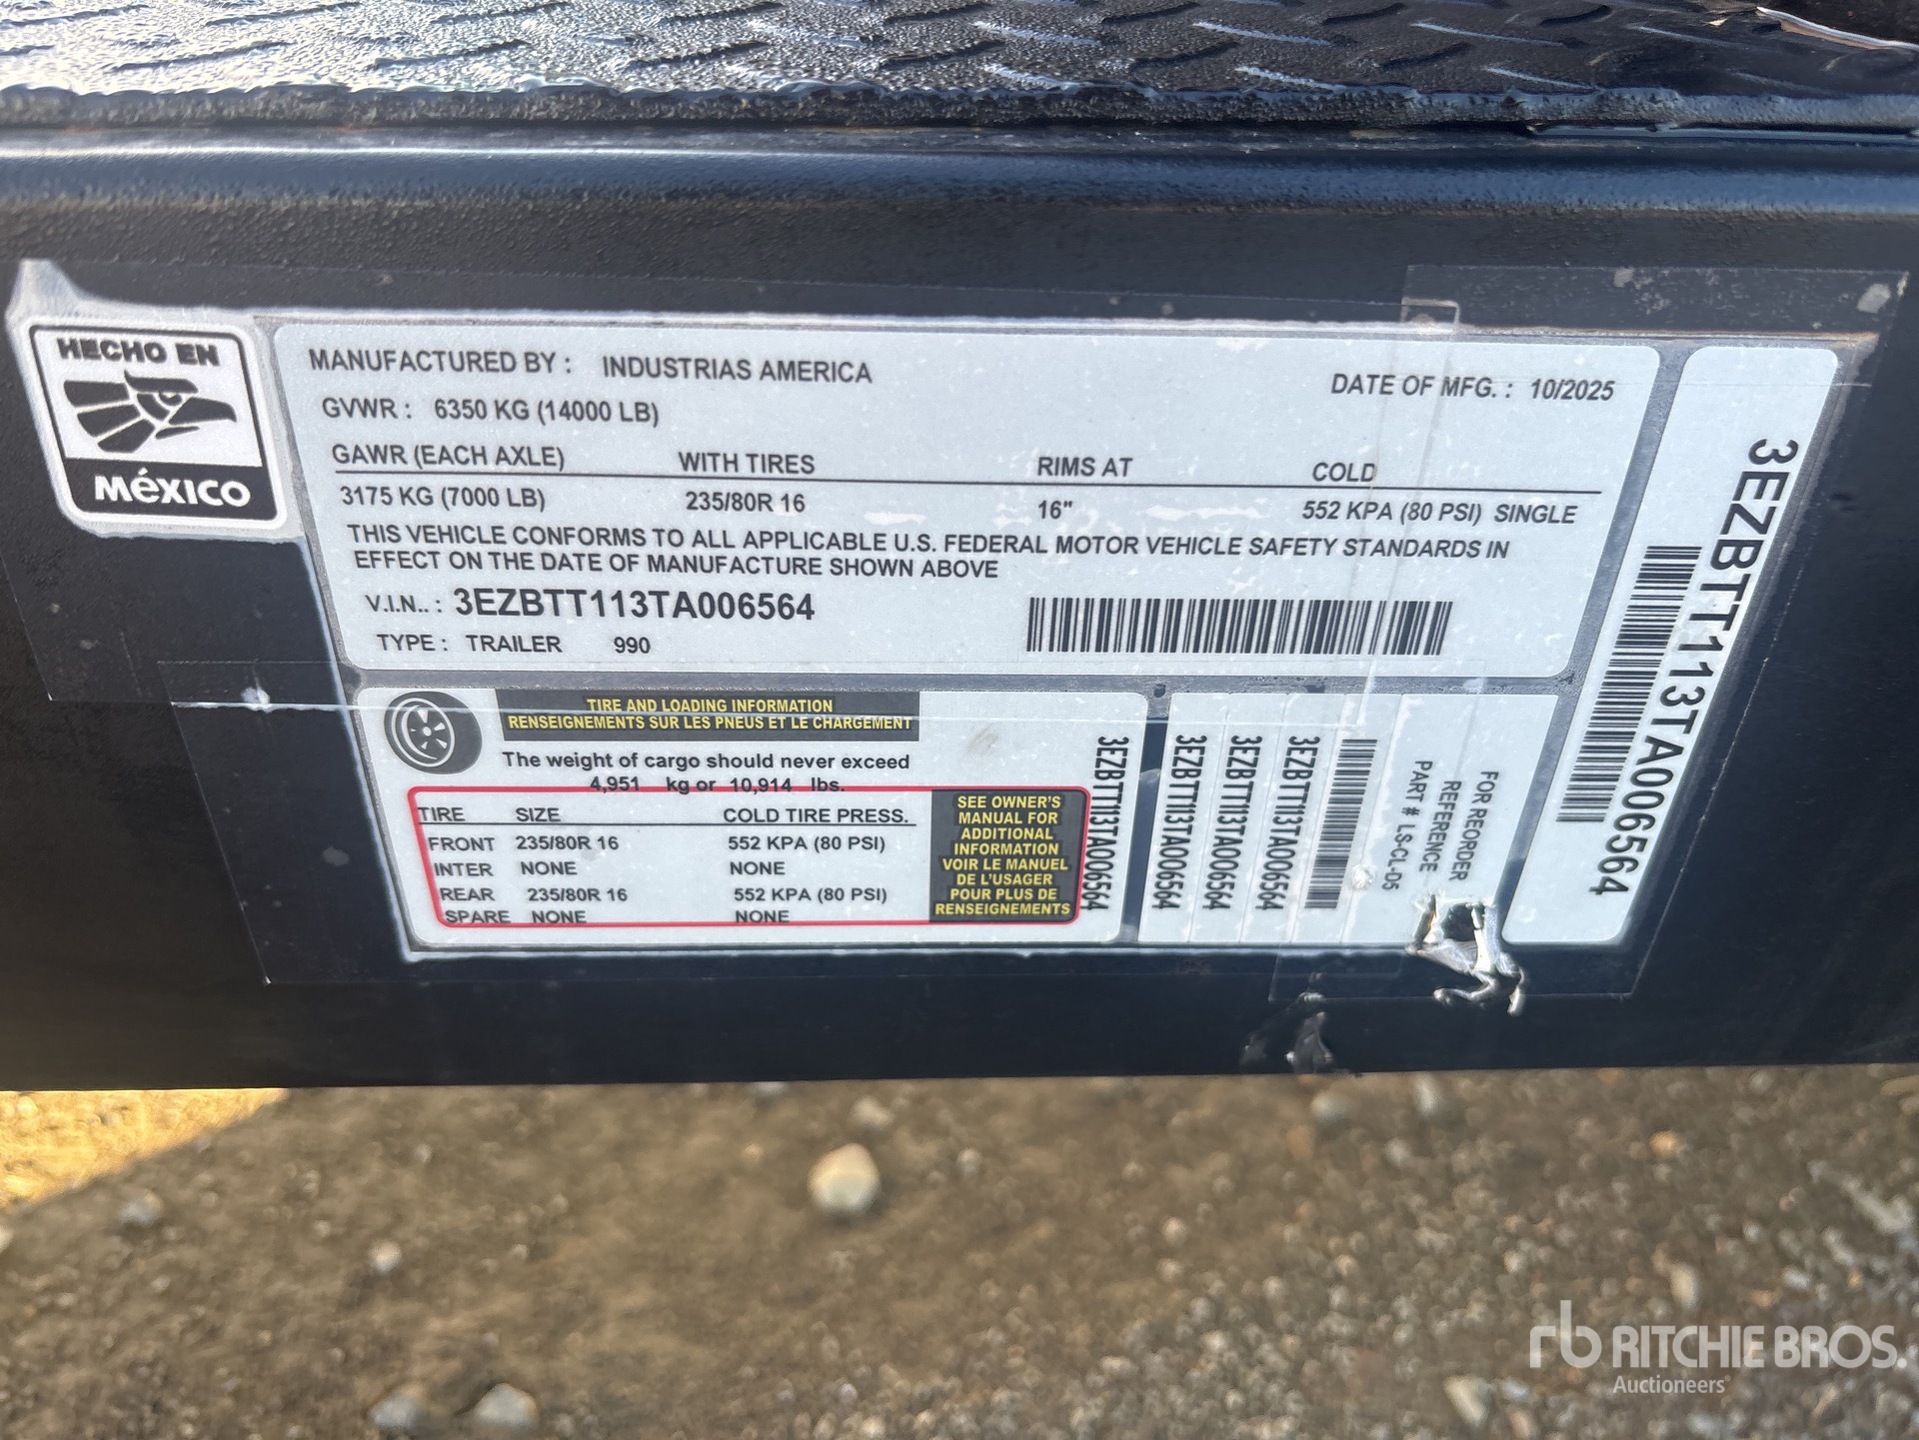 HECHO EN
MÉXICO
MANUFACTURED BY : INDUSTRIAS AMERICA
DATE OF MFG. : 10/2025
GVWR : 6350 KG (14000 LB)
GAWR (EACH AXLE) WITH TIRES RIMS AT COLD
3175 KG (7000 LB) 235/80R 16 16" 552 KPA (80 PSI) SINGLE
THIS VEHICLE CONFORMS TO ALL APPLICABLE U.S. FEDERAL MOTOR VEHICLE SAFETY STANDARDS IN
EFFECT ON THE DATE OF MANUFACTURE SHOWN ABOVE
V.I.N.. : 3EZBTT113TA006564
TYPE : TRAILER 990
3EZBTT113TA006564
TIRE AND LOADING INFORMATION
RENSEIGNEMENTS SUR LES PNEUS ET LE CHARGEMENT
The weight of cargo should never exceed
4,951 kg or 10,914 lbs.
TIRE SIZE COLD TIRE PRESS.
FRONT 235/80R 16 552 KPA (80 PSI)
INTER NONE NONE
REAR 235/80R 16 552 KPA (80 PSI)
SPARE NONE NONE
SEE OWNER'S
MANUAL FOR
ADDITIONAL
INFORMATION
VOIR LE MANUEL
DE L'USAGER
POUR PLUS DE
RENSEIGNEMENTS
3EZBTT113TA006564
3EZBTT113TA006564
3EZBTT113TA006564
3EZBTT113TA006564
FOR REORDER
REFERENCE
PART # LS-CL-D5
rb RITCHIE BROS.
Auctioneers